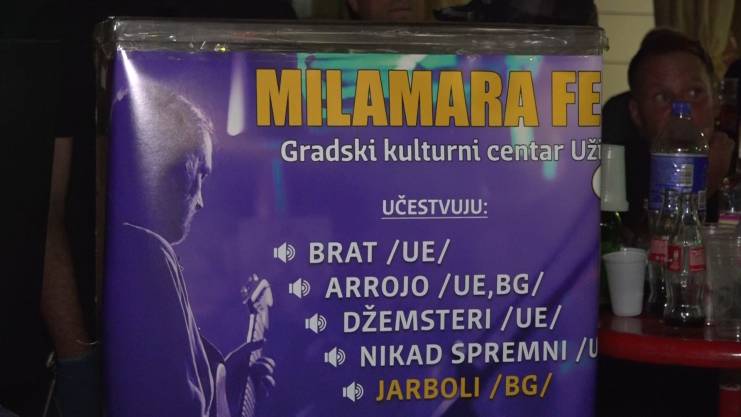 MILAMARA FE
Gradski kulturni centar Uži
UČESTVUJU:
BRAT /UE/
ARROJO /UE,BG/
DŽEMSTERI /UE/
NIKAD SPREMNI /U
JARBOLI /BG/